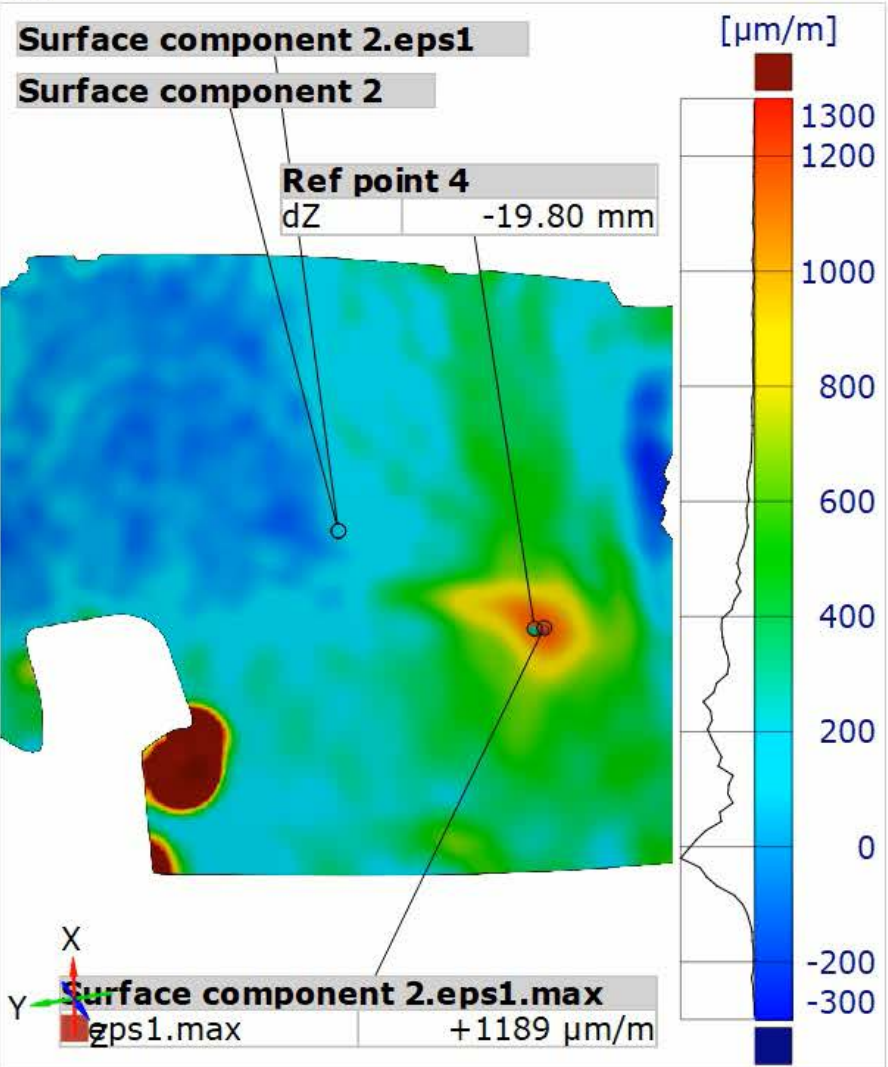 Surface component 2.eps1
[µm/m]
Surface component 2
Ref point 4
dZ -19.80 mm
1300
1200
1000
800
600
400
200
0
-200
-300
X
Y
Z
Surface component 2.eps1.max
eps1.max +1189 µm/m